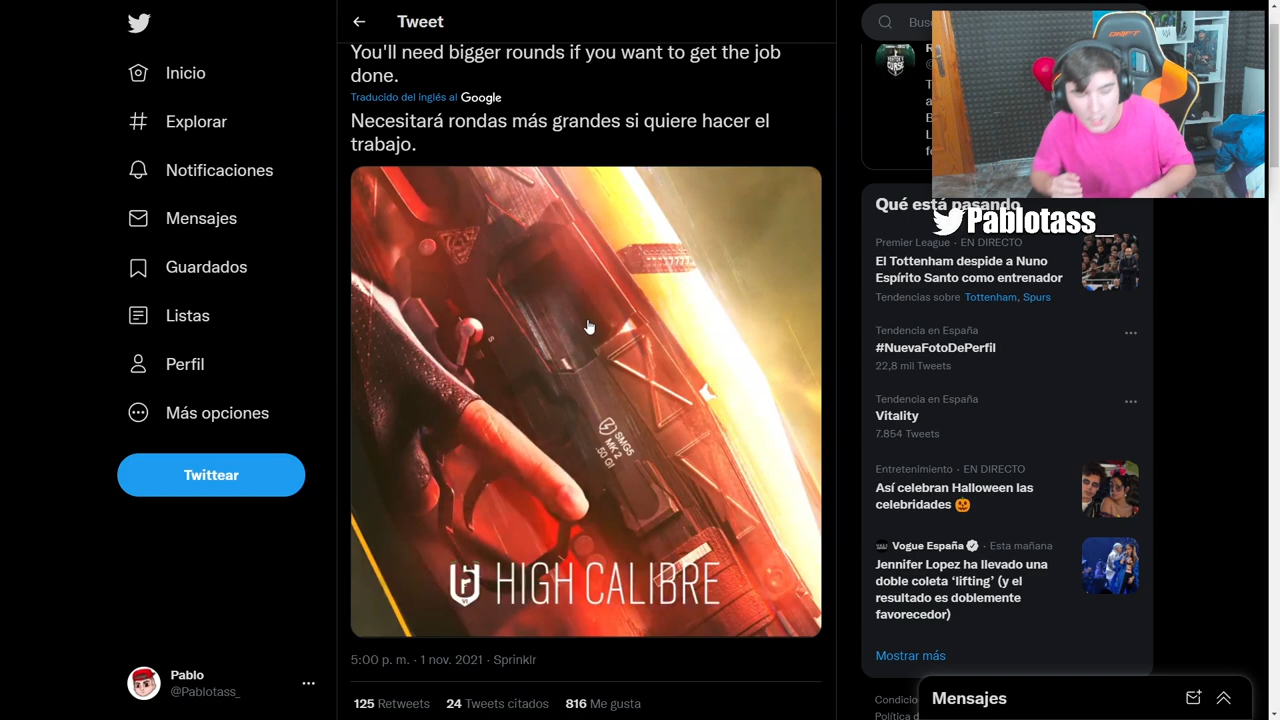 Inicio
Explorar
Notificaciones
Mensajes
Guardados
Listas
Perfil
Más opciones
Twittear
Pablo
@Pablotass_
Tweet
You'll need bigger rounds if you want to get the job
done.
Traducido del inglés al Google
Necesitará rondas más grandes si quiere hacer el
trabajo.
S
SMG5
MK 2
50 GI
HIGH CALIBRE
5:00 p. m. · 1 nov. 2021 · Sprinklr
125 Retweets 24 Tweets citados 816 Me gusta
Pablotass_
Qué está pasando
Premier League · EN DIRECTO
El Tottenham despide a Nuno
Espírito Santo como entrenador
Tendencias sobre Tottenham, Spurs
Tendencia en España
#NuevaFotoDePerfil
22,8 mil Tweets
Tendencia en España
Vitality
7.854 Tweets
Entretenimiento · EN DIRECTO
Así celebran Halloween las
celebridades 🎃
Vogue España · Esta mañana
Jennifer Lopez ha llevado una
doble coleta ‘lifting’ (y el
resultado es doblemente
favorecedor)
Mostrar más
Mensajes